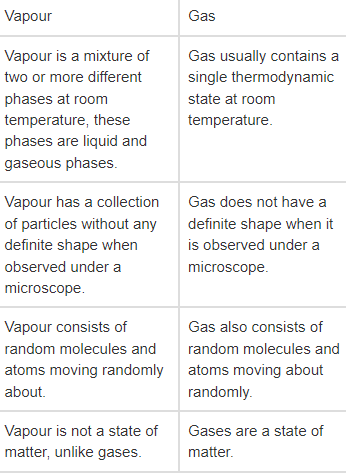 Vapour
Gas
Vapour is a mixture of
two or more different
phases at room
temperature, these
phases are liquid and
gaseous phases.
Gas usually contains a
single thermodynamic
state at room
temperature.
Vapour has a collection
of particles without any
definite shape when
observed under a
microscope.
Gas does not have a
definite shape when it
is observed under a
microscope.
Vapour consists of
random molecules and
atoms moving randomly
about.
Gas also consists of
random molecules and
atoms moving about
randomly.
Vapour is not a state of
matter, unlike gases.
Gases are a state of
matter.